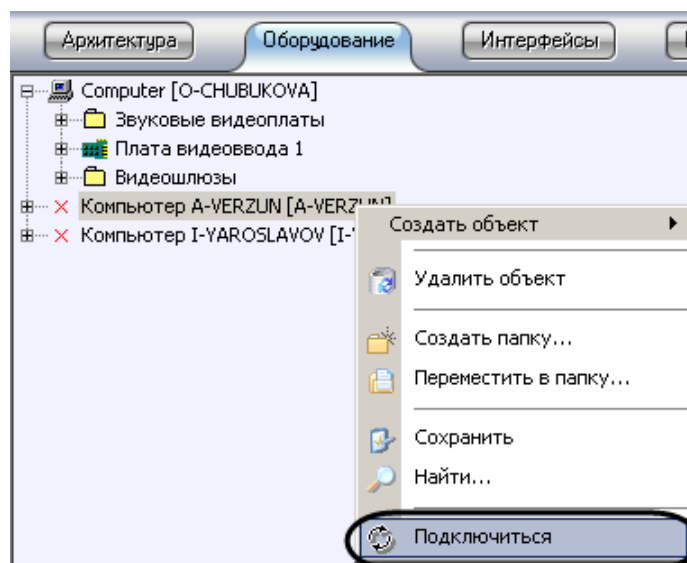 Архитектура Оборудование Интерфейсы
Computer [O-CHUBUKOVA]
Звуковые видеоплаты
Плата видеоввода 1
Видеошлюзы
Компьютер A-VERZUN [A-VERZUN]
Компьютер I-YAROSLAVOV [I-
Создать объект
Удалить объект
Создать папку...
Переместить в папку...
Сохранить
Найти...
Подключиться